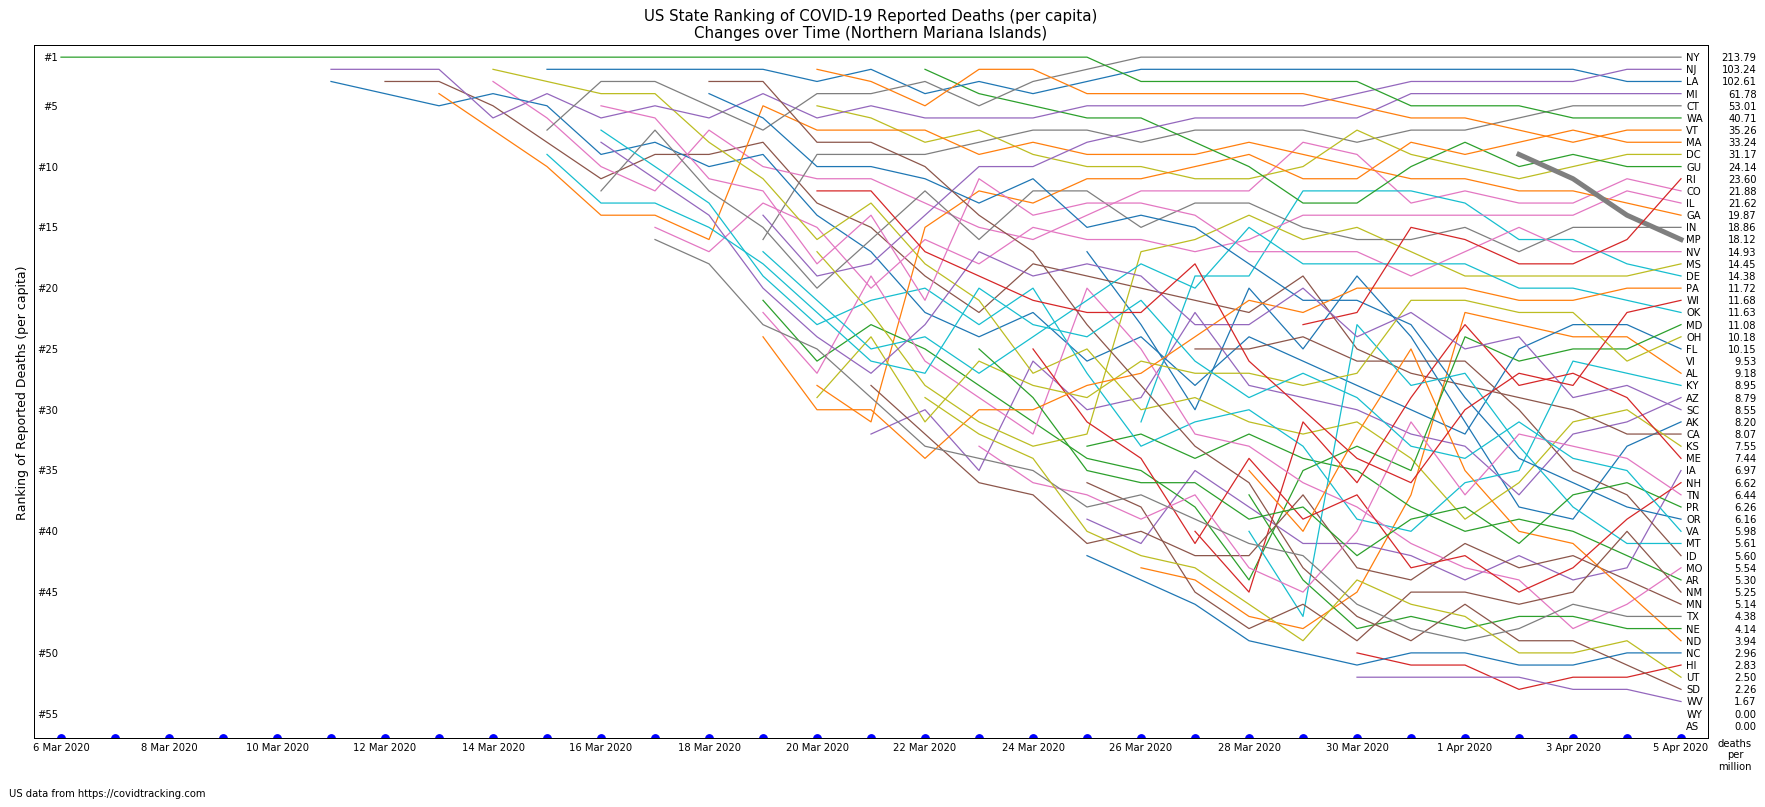 US State Ranking of COVID-19 Reported Deaths (per capita)
Changes over Time (Northern Mariana Islands)
Ranking of Reported Deaths (per capita)
#1
#5
#10
#15
#20
#25
#30
#35
#40
#45
#50
#55
NY 213.79
NJ 103.24
LA 102.61
MI 61.78
CT 53.01
WA 40.71
VT 35.26
MA 33.24
DC 31.17
GU 24.14
RI 23.60
CO 21.88
IL 21.62
GA 19.87
IN 18.86
MP 18.12
NV 14.93
MS 14.45
DE 14.38
PA 11.72
WI 11.68
OK 11.63
MD 11.08
OH 10.18
FL 10.15
VI 9.53
AL 9.18
KY 8.95
AZ 8.79
SC 8.55
AK 8.20
CA 8.07
KS 7.55
ME 7.44
IA 6.97
NH 6.62
TN 6.44
PR 6.26
OR 6.16
VA 5.98
MT 5.61
ID 5.60
MO 5.54
AR 5.30
NM 5.25
MN 5.14
TX 4.38
NE 4.14
ND 3.94
NC 2.96
HI 2.83
UT 2.50
SD 2.26
WV 1.67
WY 0.00
AS 0.00
6 Mar 2020 8 Mar 2020 10 Mar 2020 12 Mar 2020 14 Mar 2020 16 Mar 2020 18 Mar 2020 20 Mar 2020 22 Mar 2020 24 Mar 2020 26 Mar 2020 28 Mar 2020 30 Mar 2020 1 Apr 2020 3 Apr 2020 5 Apr 2020
deaths
per
million
US data from https://covidtracking.com